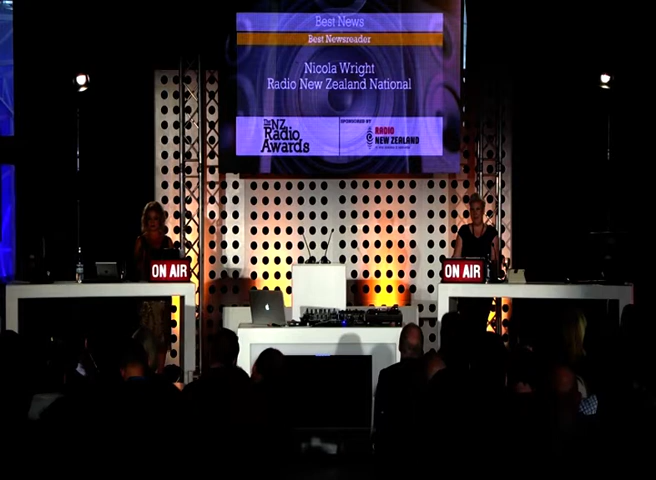 Best News
Best Newsreader
Nicola Wright
Radio New Zealand National
The NZ
Radio
Awards
SPONSORED BY
RADIO
NEW ZEALAND
ON AIR
ON AIR